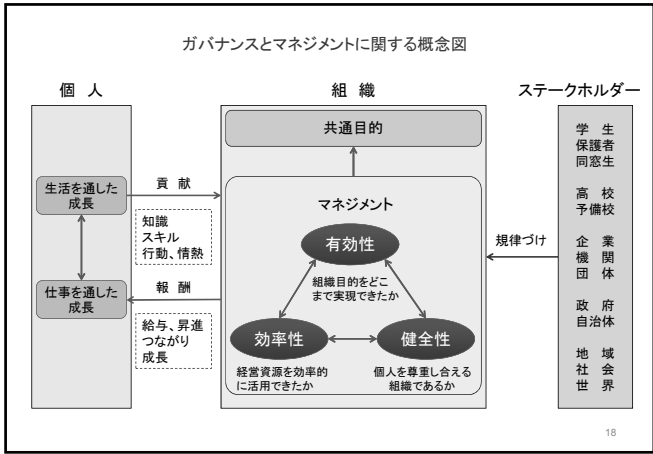 ガバナンスとマネジメントに関する概念図
個 人
生活を通した
成長
仕事を通した
成長
貢 献
知識
スキル
行動、情熱
報 酬
給与、昇進
つながり
成長
組 織
共通目的
マネジメント
有効性
組織目的をどこ
まで実現できたか
効率性
経営資源を効率的
に活用できたか
健全性
個人を尊重し合える
組織であるか
規律づけ
ステークホルダー
学 生
保護者
同窓生
高 校
予備校
企 業
機 関
団 体
政 府
自治体
地 域
社 会
世 界
18